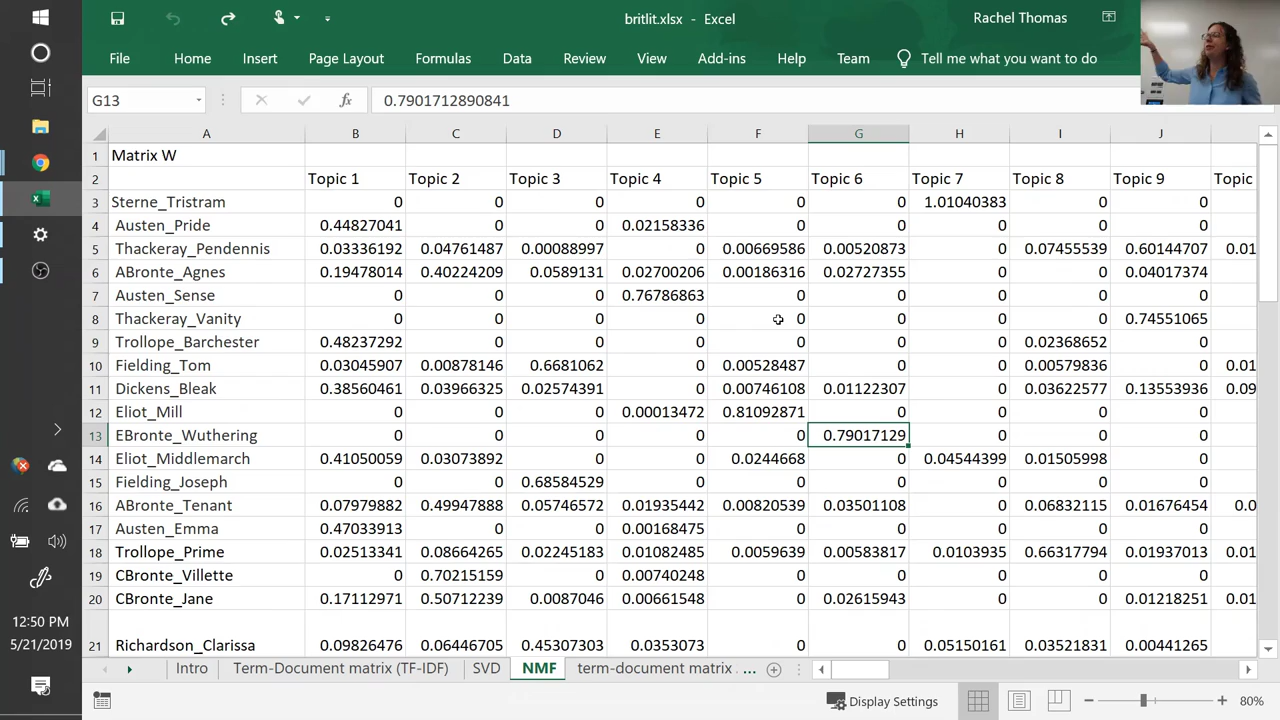 britlit.xlsx - Excel
Rachel Thomas
File Home Insert Page Layout Formulas Data Review View Add-ins Help Team Tell me what you want to do
G13 fx 0.7901712890841
A B C D E F G H I J
1 Matrix W
2 Topic 1 Topic 2 Topic 3 Topic 4 Topic 5 Topic 6 Topic 7 Topic 8 Topic 9 Topic
3 Sterne_Tristram 0 0 0 0 0 0 1.01040383 0 0
4 Austen_Pride 0.44827041 0 0 0.02158336 0 0 0 0 0
5 Thackeray_Pendennis 0.03336192 0.04761487 0.00088997 0 0.00669586 0.00520873 0 0.07455539 0.60144707 0.01
6 ABronte_Agnes 0.19478014 0.40224209 0.0589131 0.02700206 0.00186316 0.02727355 0 0 0.04017374
7 Austen_Sense 0 0 0 0.76786863 0 0 0 0 0
8 Thackeray_Vanity 0 0 0 0 0 0 0 0 0.74551065
9 Trollope_Barchester 0.48237292 0 0 0 0 0 0 0.02368652 0
10 Fielding_Tom 0.03045907 0.00878146 0.6681062 0 0.00528487 0 0 0.00579836 0 0.01
11 Dickens_Bleak 0.38560461 0.03966325 0.02574391 0 0.00746108 0.01122307 0 0.03622577 0.13553936 0.09
12 Eliot_Mill 0 0 0 0.00013472 0.81092871 0 0 0 0
13 EBronte_Wuthering 0 0 0 0 0 0.79017129 0 0 0
14 Eliot_Middlemarch 0.41050059 0.03073892 0 0 0.0244668 0 0.04544399 0.01505998 0
15 Fielding_Joseph 0 0 0.68584529 0 0 0 0 0 0
16 ABronte_Tenant 0.07979882 0.49947888 0.05746572 0.01935442 0.00820539 0.03501108 0 0.06832115 0.01676454 0.0
17 Austen_Emma 0.47033913 0 0 0.00168475 0 0 0 0 0
18 Trollope_Prime 0.02513341 0.08664265 0.02245183 0.01082485 0.0059639 0.00583817 0.0103935 0.66317794 0.01937013 0.01
19 CBronte_Villette 0 0.70215159 0 0.00740248 0 0 0 0 0
20 CBronte_Jane 0.17112971 0.50712239 0.0087046 0.00661548 0 0.02615943 0 0 0.01218251 0.01
21 Richardson_Clarissa 0.09826476 0.06446705 0.45307303 0.0353073 0 0 0.05150161 0.03521831 0.00441265
12:50 PM
5/21/2019
Intro Term-Document matrix (TF-IDF) SVD NMF term-document matrix ...
Display Settings 80%